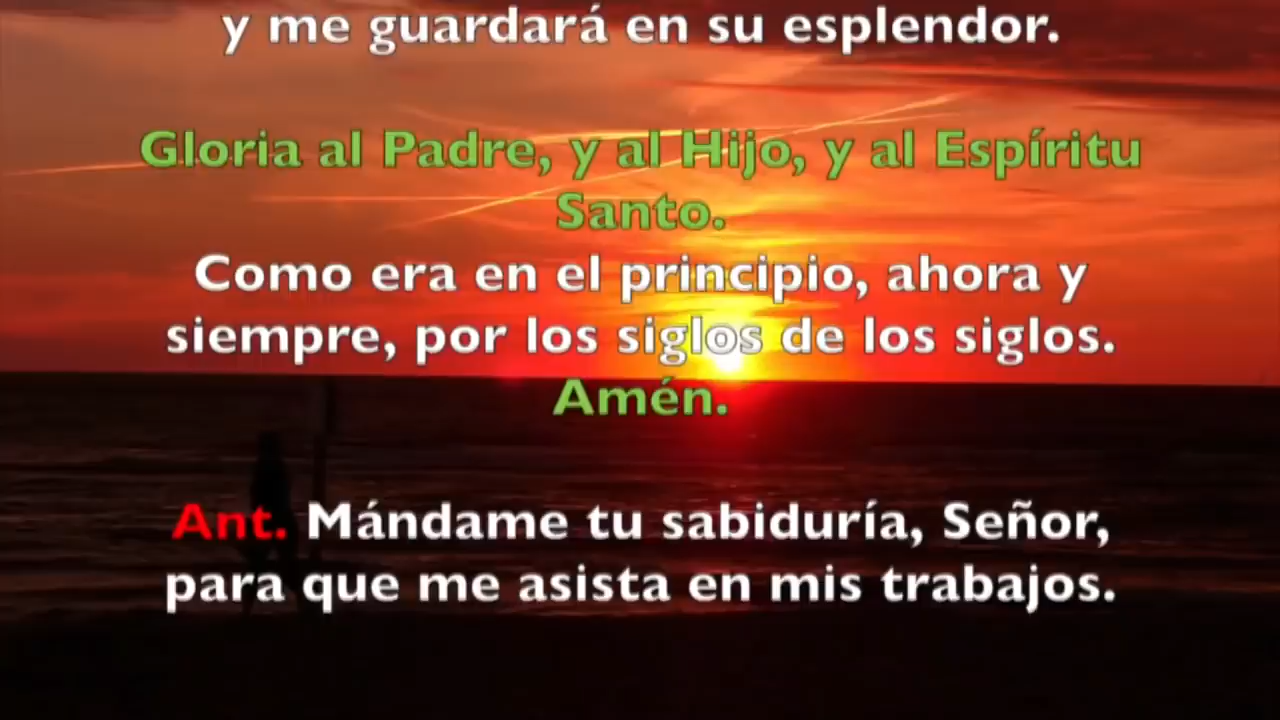 y me guardará en su esplendor.
Gloria al Padre, y al Hijo, y al Espíritu
Santo.
Como era en el principio, ahora y
siempre, por los siglos de los siglos.
Amén.
Ant. Mándame tu sabiduría, Señor,
para que me asista en mis trabajos.